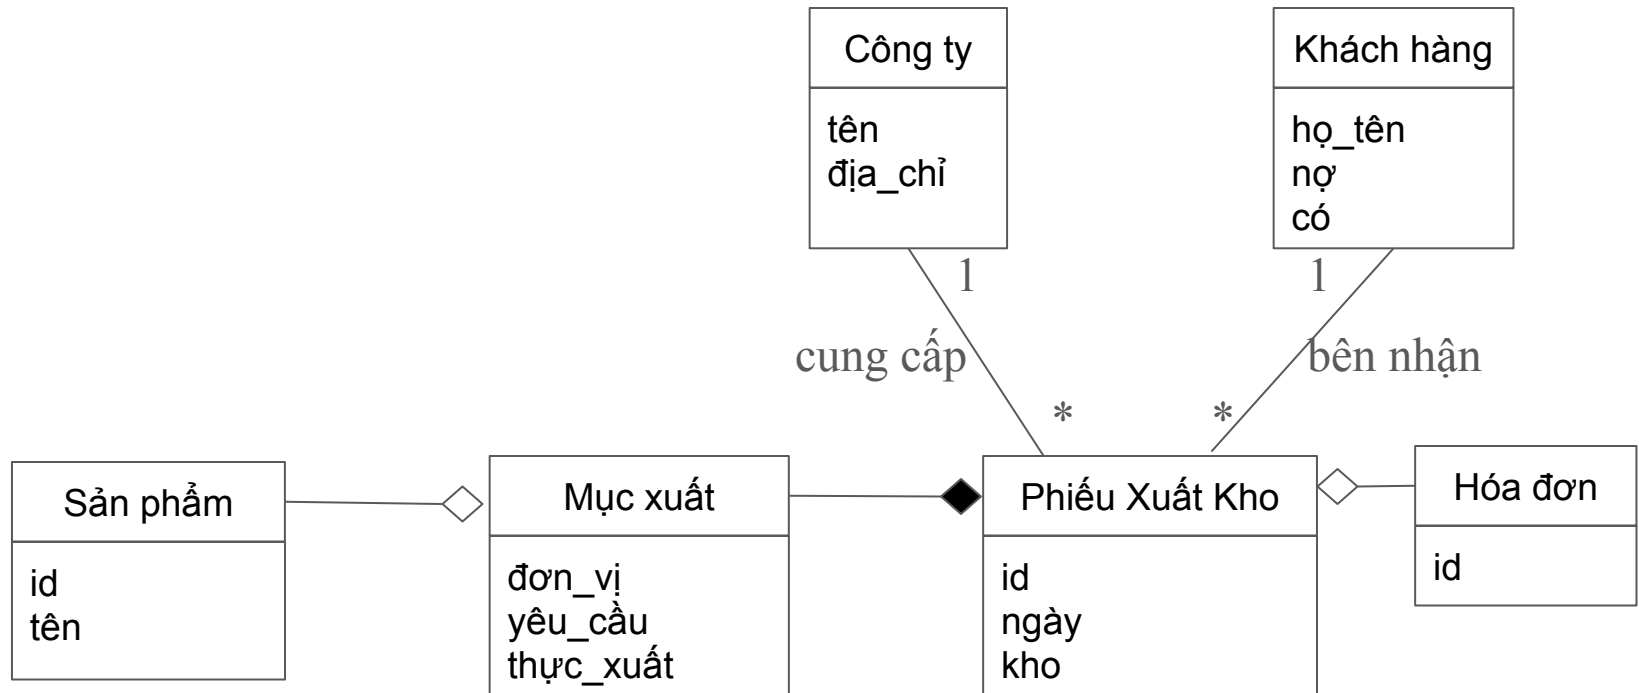 Công ty
tên
địa_chỉ
Khách hàng
họ_tên
nợ
có
1
1
cung cấp
bên nhận
*
*
Sản phẩm
id
tên
Mục xuất
đơn_vị
yêu_cầu
thực_xuất
Phiếu Xuất Kho
id
ngày
kho
Hóa đơn
id